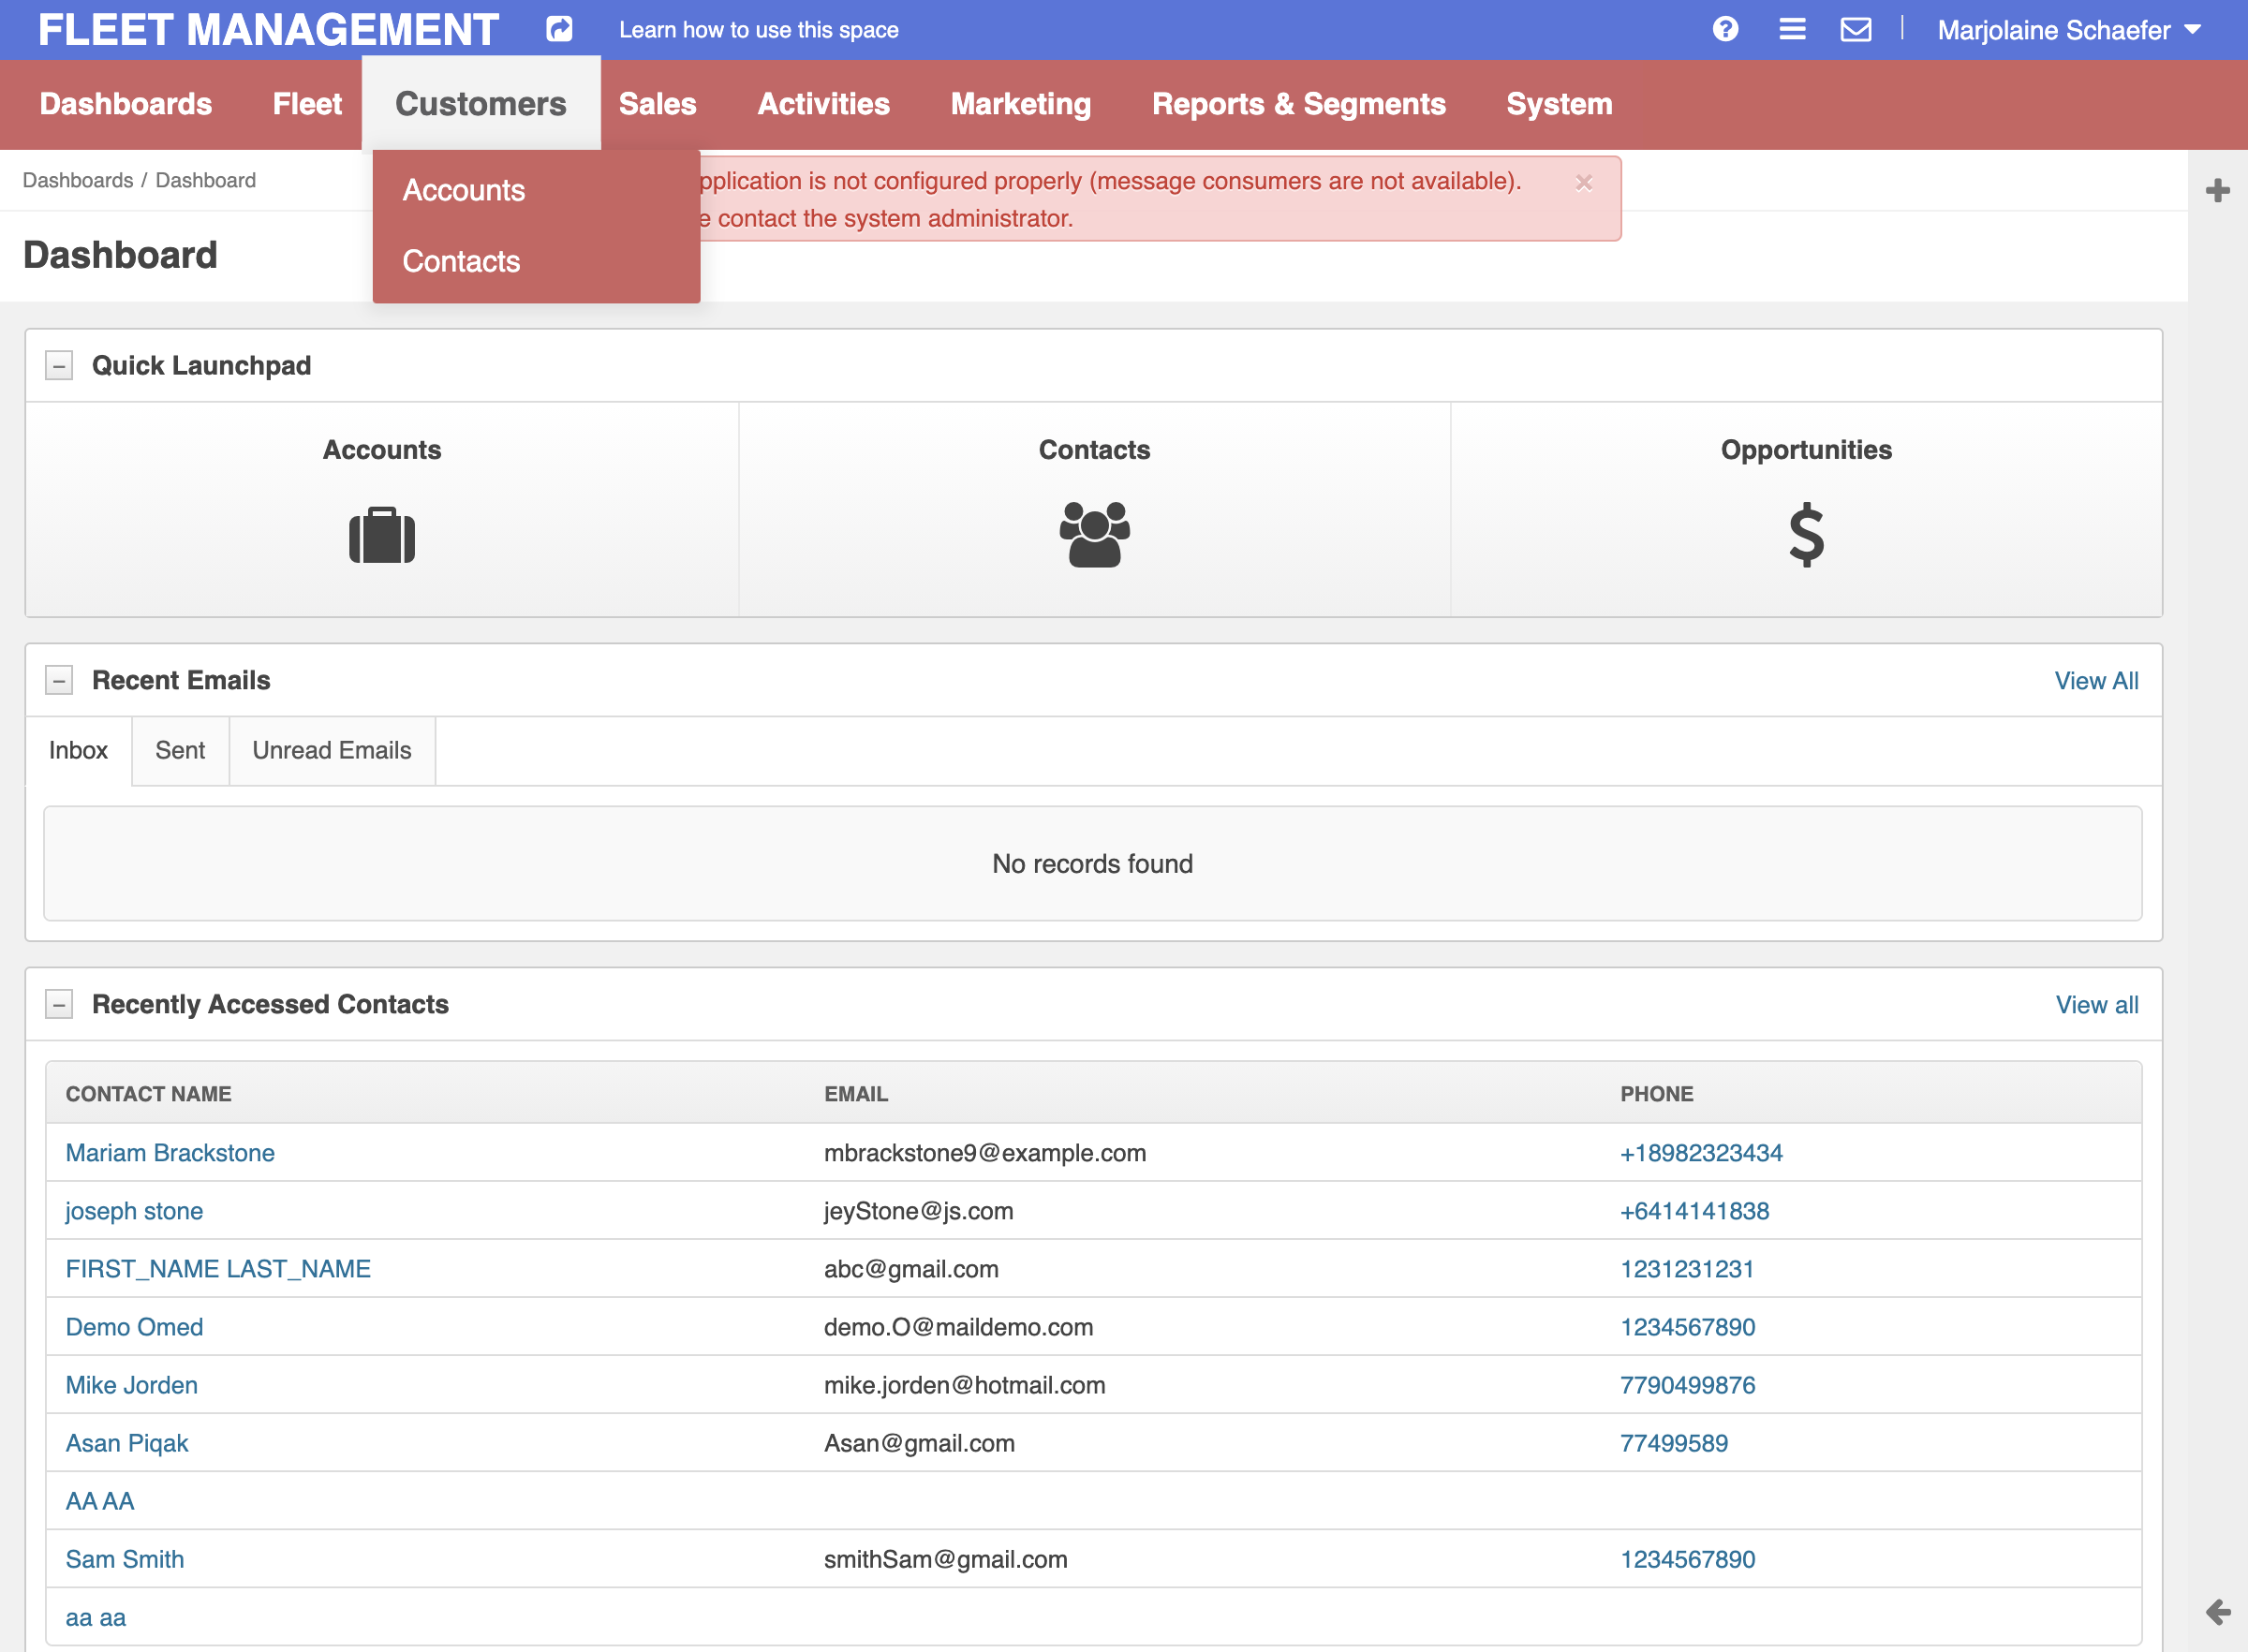 FLEET MANAGEMENT Learn how to use this space Marjolaine Schaefer
Dashboards Fleet Customers Sales Activities Marketing Reports & Segments System
Dashboards / Dashboard
Accounts
Contacts
application is not configured properly (message consumers are not available). ×
contact the system administrator.
Dashboard
Quick Launchpad
Accounts Contacts Opportunities
Recent Emails View All
Inbox Sent Unread Emails
No records found
Recently Accessed Contacts View all
CONTACT NAME EMAIL PHONE
Mariam Brackstone mbrackstone9@example.com +18982323434
joseph stone jeyStone@js.com +6414141838
FIRST_NAME LAST_NAME abc@gmail.com 1231231231
Demo Omed demo.O@maildemo.com 1234567890
Mike Jorden mike.jorden@hotmail.com 7790499876
Asan Piqak Asan@gmail.com 77499589
AA AA
Sam Smith smithSam@gmail.com 1234567890
aa aa